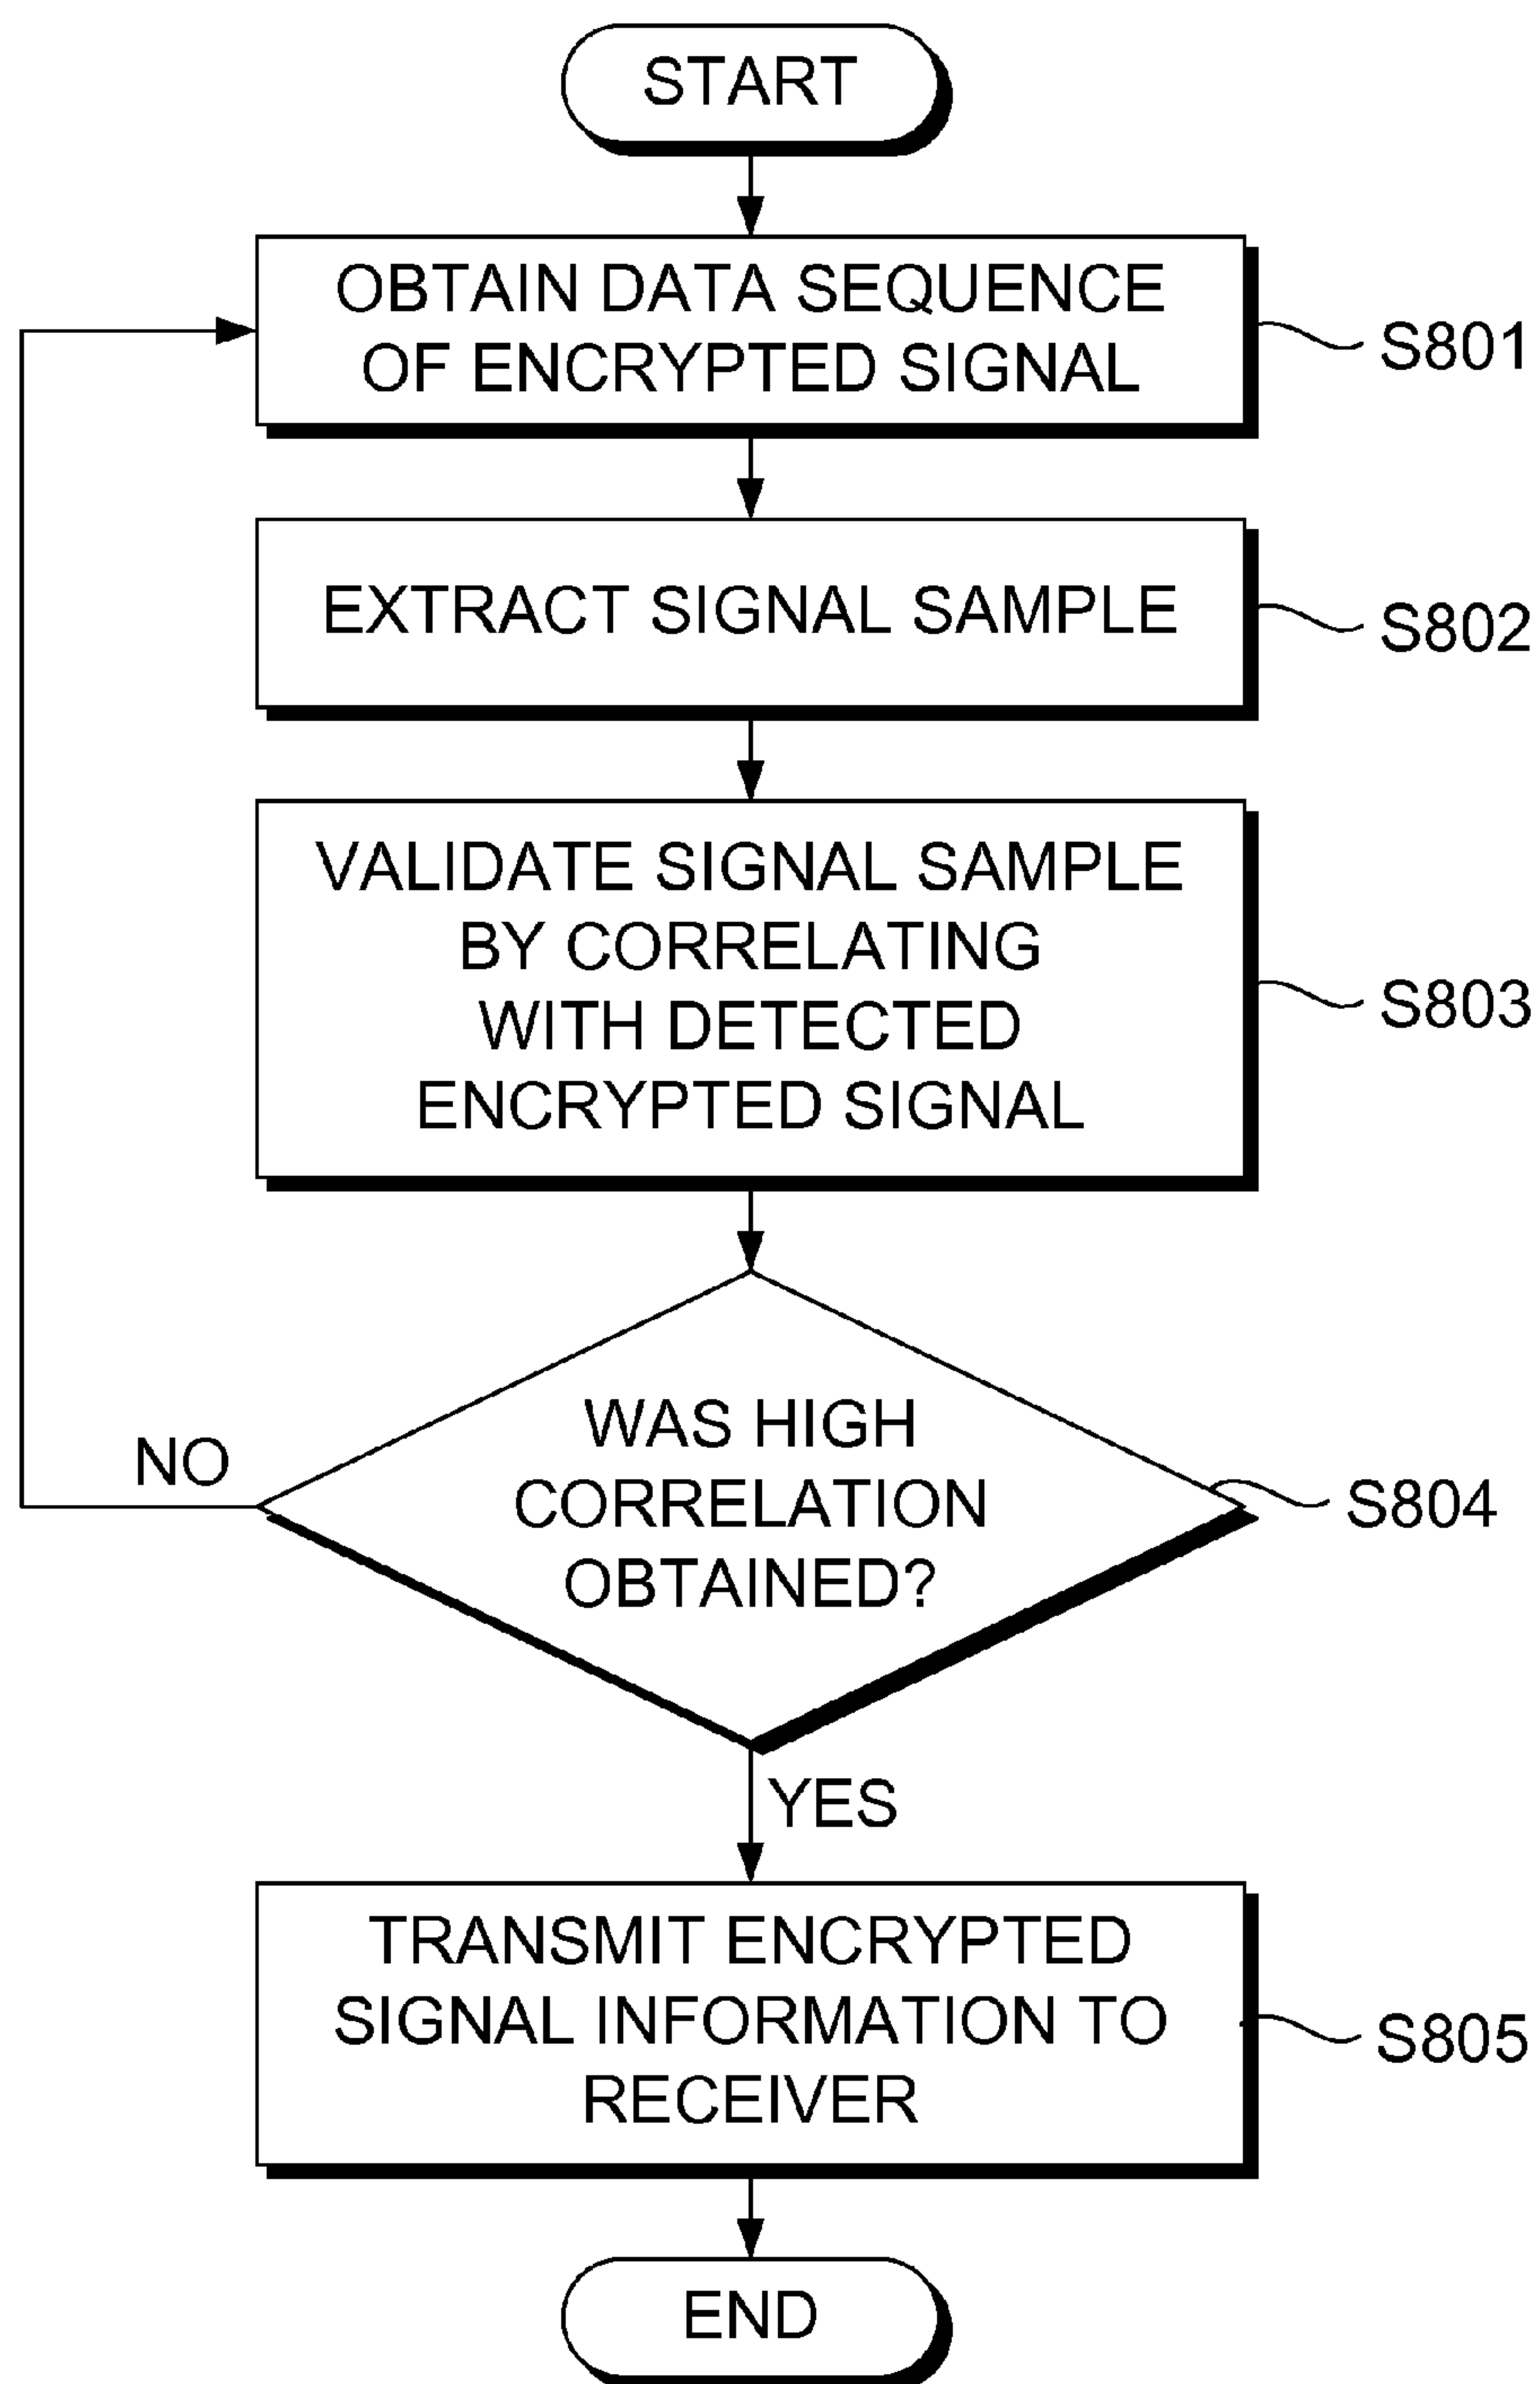 START
OBTAIN DATA SEQUENCE
OF ENCRYPTED SIGNAL
S801
EXTRACT SIGNAL SAMPLE
S802
VALIDATE SIGNAL SAMPLE
BY CORRELATING
WITH DETECTED
ENCRYPTED SIGNAL
S803
WAS HIGH
CORRELATION
OBTAINED?
S804
NO
YES
TRANSMIT ENCRYPTED
SIGNAL INFORMATION TO
RECEIVER
S805
END